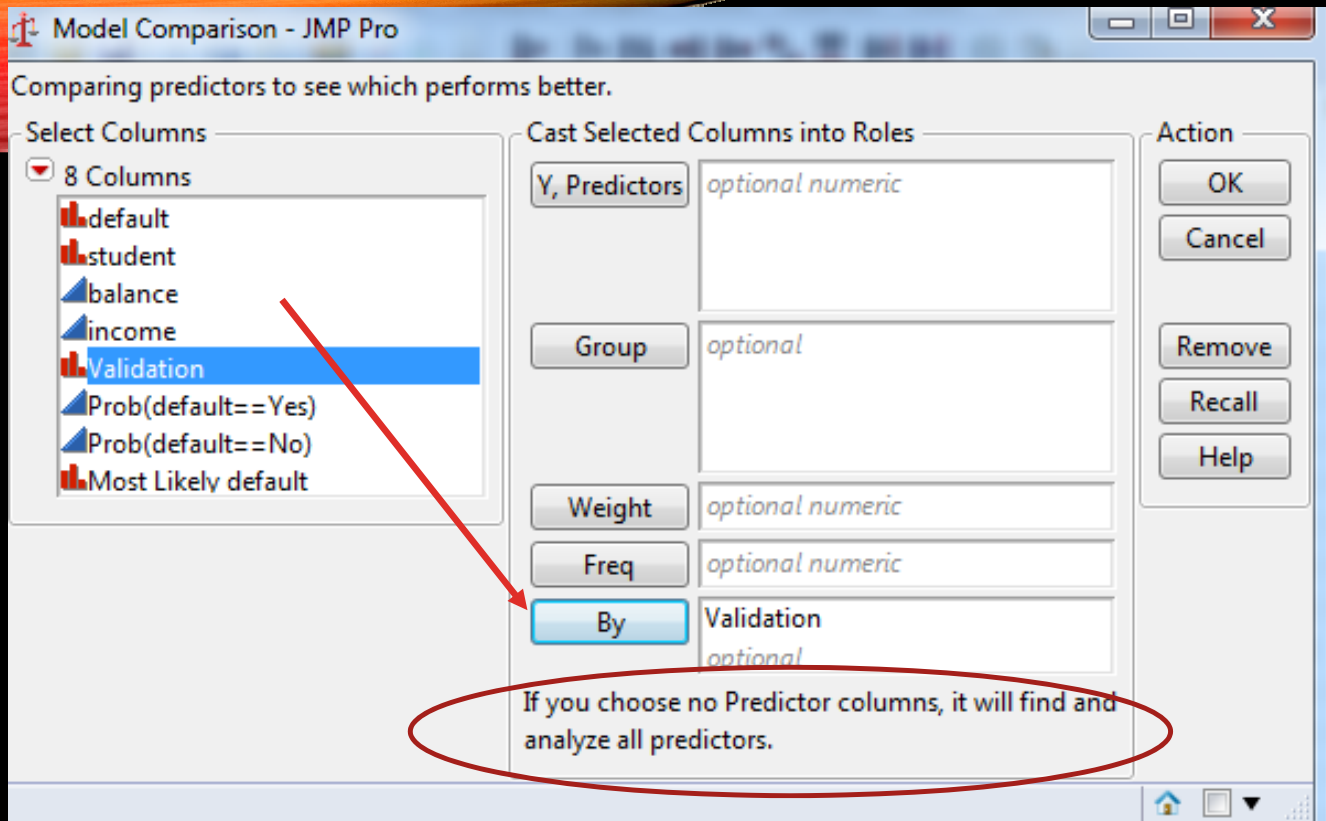 Model Comparison - JMP Pro
Comparing predictors to see which performs better.
Select Columns
8 Columns
default
student
balance
income
Validation
Prob(default==Yes)
Prob(default==No)
Most Likely default
Cast Selected Columns into Roles
Y, Predictors
optional numeric
Group
optional
Weight
optional numeric
Freq
optional numeric
By
Validation
optional
If you choose no Predictor columns, it will find and
analyze all predictors.
Action
OK
Cancel
Remove
Recall
Help